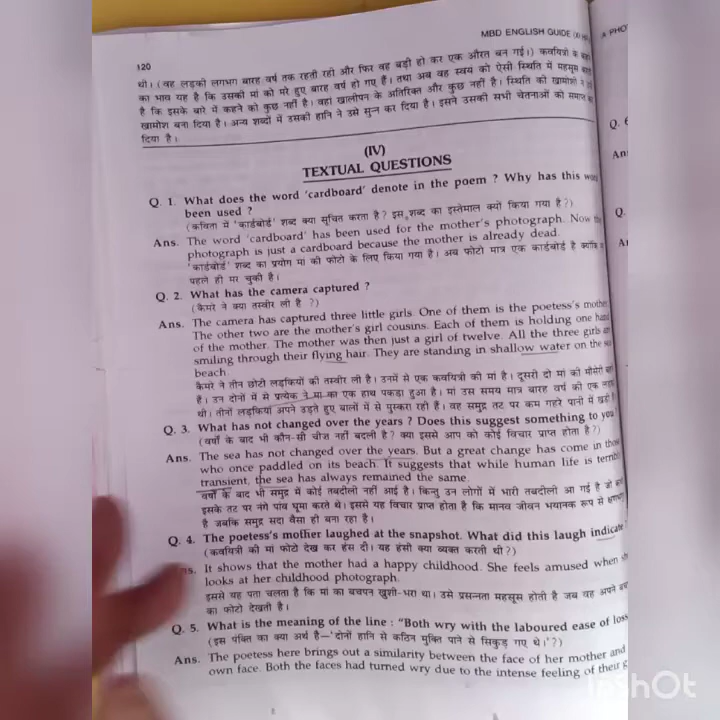 120
MBD ENGLISH GUIDE (XI
A PHO
थी। (वह लड़की लगभग बारह वर्ष तक रहती रही और फिर वह बड़ी हो कर एक औरत बन गई।) कवयित्री के
का भाव यह है कि उसकी मां को मरे हुए बारह वर्ष हो गए हैं। तथा अब वह स्वयं को ऐसी स्थिति में महसूस
है कि इसके बारे में कहने को कुछ नहीं है। वहां खालीपन के अतिरिक्त और कुछ नहीं है। स्थिति की खामोशी ने
खामोश बना दिया है। अन्य शब्दों में उसकी हानि ने उसे सुन्न कर दिया है। इसने उसकी सभी चेतनाओं को समाप्त
दिया है।
(IV)
TEXTUAL QUESTIONS
Q. 1. What does the word 'cardboard' denote in the poem ? Why has this
been used ?
(कविता में 'कार्डबोर्ड' शब्द क्या सूचित करता है? इस शब्द का इस्तेमाल क्यों किया गया है?)
Ans. The word 'cardboard' has been used for the mother's photograph. Now
photograph is just a cardboard because the mother is already dead.
'कार्डबोर्ड' शब्द का प्रयोग मां की फोटो के लिए किया गया है। अब फोटो मात्र एक कार्डबोर्ड है क्योंकि
पहले ही मर चुकी है।
Q. 2. What has the camera captured ?
(कैमरे ने क्या तस्वीर ली है ?)
Ans. The camera has captured three little girls. One of them is the poetess's
The other two are the mother's girl cousins. Each of them is holding one
of the mother. The mother was then just a girl of twelve. All the three girls
smiling through their flying hair. They are standing in shallow water on the
beach.
कैमरे ने तीन छोटी लड़कियों की तस्वीर ली है। उनमें से एक कवयित्री की मां है। दूसरी दो मां की मौसेरी
हैं। उन दोनों में से प्रत्येक ने मां का एक हाथ पकड़ा हुआ है। मां उस समय मात्र बारह वर्ष की एक
थी। तीनों लड़कियां अपने उड़ते हुए बालों में से मुस्करा रही हैं। वह समुद्र तट पर कम गहरे पानी में खड़ी
Q. 3. What has not changed over the years ? Does this suggest something to you
(वर्षों के बाद भी कौन-सी चीज नहीं बदली है? क्या इससे आप को कोई विचार प्राप्त होता है?)
Ans. The sea has not changed over the years. But a great change has come in
who once paddled on its beach. It suggests that while human life is
transient, the sea has always remained the same.
वर्षों के बाद भी समुद्र में कोई तबदीली नहीं आई है। किन्तु उन लोगों में भारी तबदीली आ गई है जो
इसके तट पर नंगे पांव घूमा करते थे। इससे यह विचार प्राप्त होता है कि मानव जीवन भयानक रूप से
है जबकि समुद्र सदा वैसा ही बना रहा है।
Q. 4. The poetess's mother laughed at the snapshot. What did this laugh indicate
(कवयित्री की मां फोटो देख कर हंस दी। यह हंसी क्या व्यक्त करती थी?)
ns. It shows that the mother had a happy childhood. She feels amused when
looks at her childhood photograph.
इससे यह पता चलता है कि मां का बचपन खुशी-भरा था। उसे प्रसन्नता महसूस होती है जब वह अपने
का फोटो देखती है।
Q. 5. What is the meaning of the line : "Both wry with the laboured ease of loss
(इस पंक्ति का क्या अर्थ है—'दोनों हानि से कठिन मुक्ति पाने से सिकुड़ गए थे।'?)
Ans. The poetess here brings out a similarity between the face of her mother and
own face. Both the faces had turned wry due to the intense feeling of their
Q.
An
Q.
A
InShOt